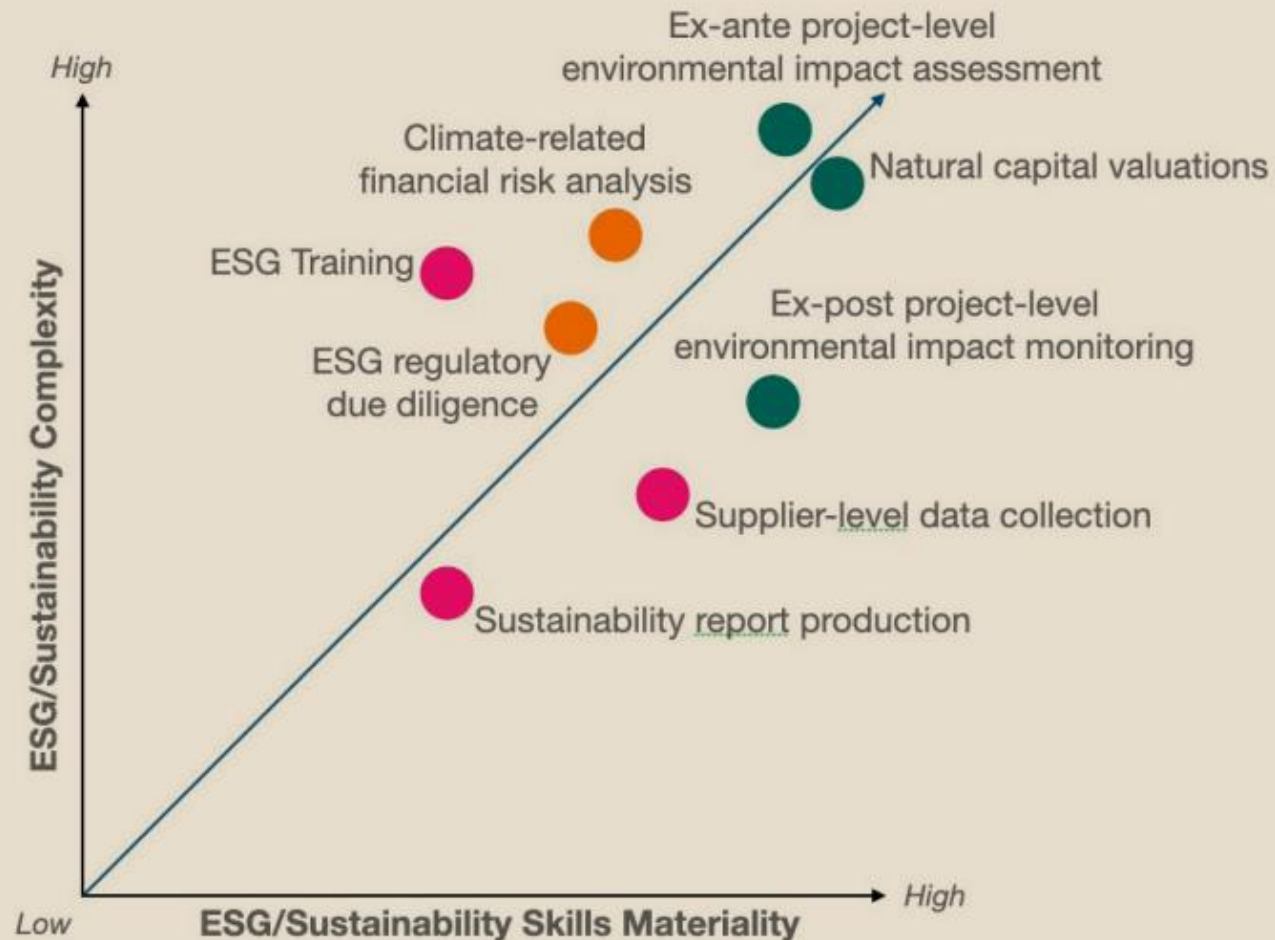 Ex-ante project-level
environmental impact assessment
High
Climate-related
financial risk analysis
Natural capital valuations
ESG Training
Ex-post project-level
environmental impact monitoring
ESG regulatory
due diligence
ESG/Sustainability Complexity
Supplier-level data collection
Sustainability report production
High
Low
ESG/Sustainability Skills Materiality